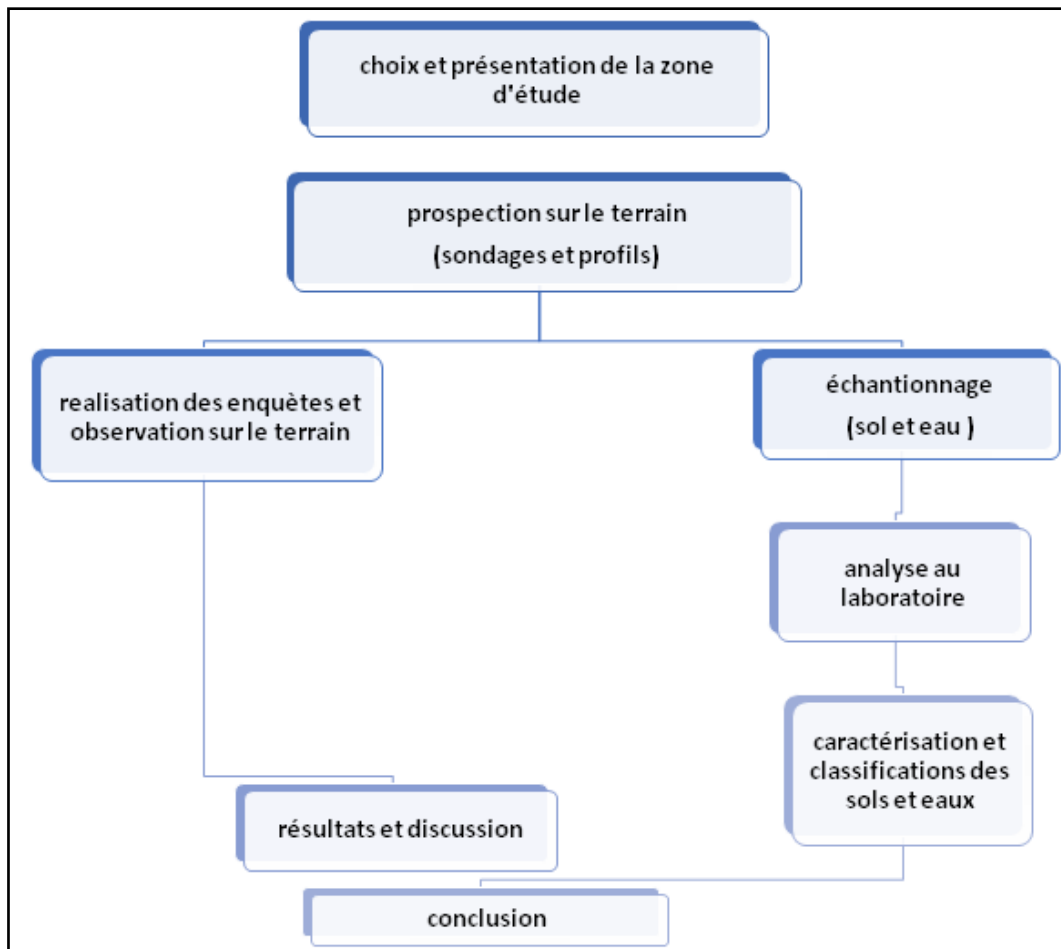 choix et présentation de la zone
d'étude
prospection sur le terrain
(sondages et profils)
realisation des enquètes et
observation sur le terrain
échantionnage
(sol et eau )
analyse au
laboratoire
caractérisation et
classifications des
sols et eaux
résultats et discussion
conclusion